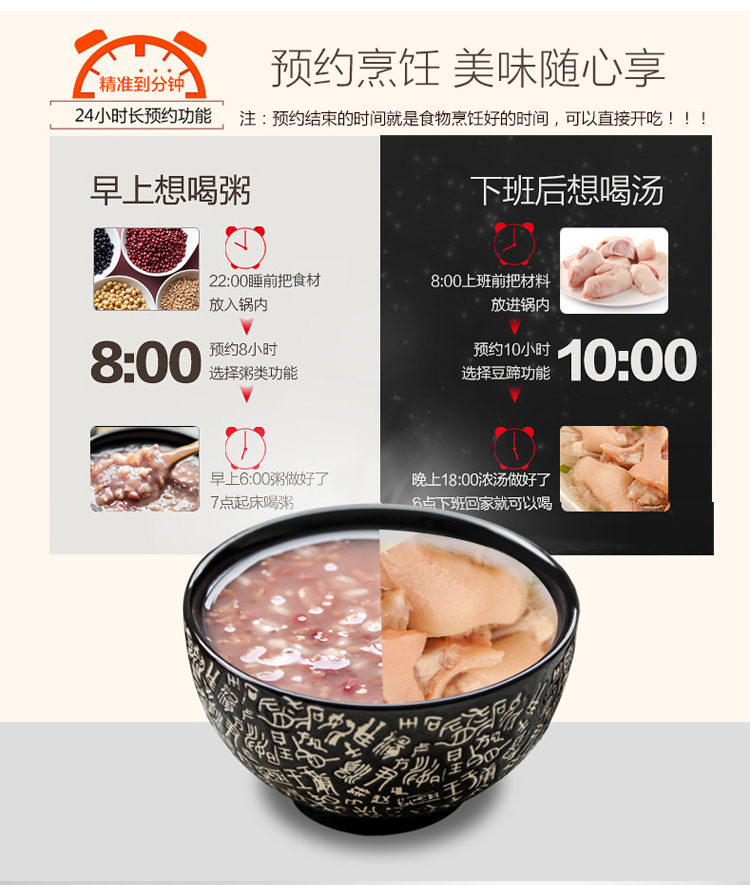 精准到分钟
24小时长预约功能
预约烹饪 美味随心享
注：预约结束的时间就是食物烹饪好的时间，可以直接开吃！！！
早上想喝粥
22:00睡前把食材
放入锅内
8:00
预约8小时
选择粥类功能
早上6:00粥做好了
7点起床喝粥
下班后想喝汤
8:00上班前把材料
放进锅内
预约10小时
选择豆蹄功能
10:00
晚上18:00浓汤做好了
6点下班回家就可以喝